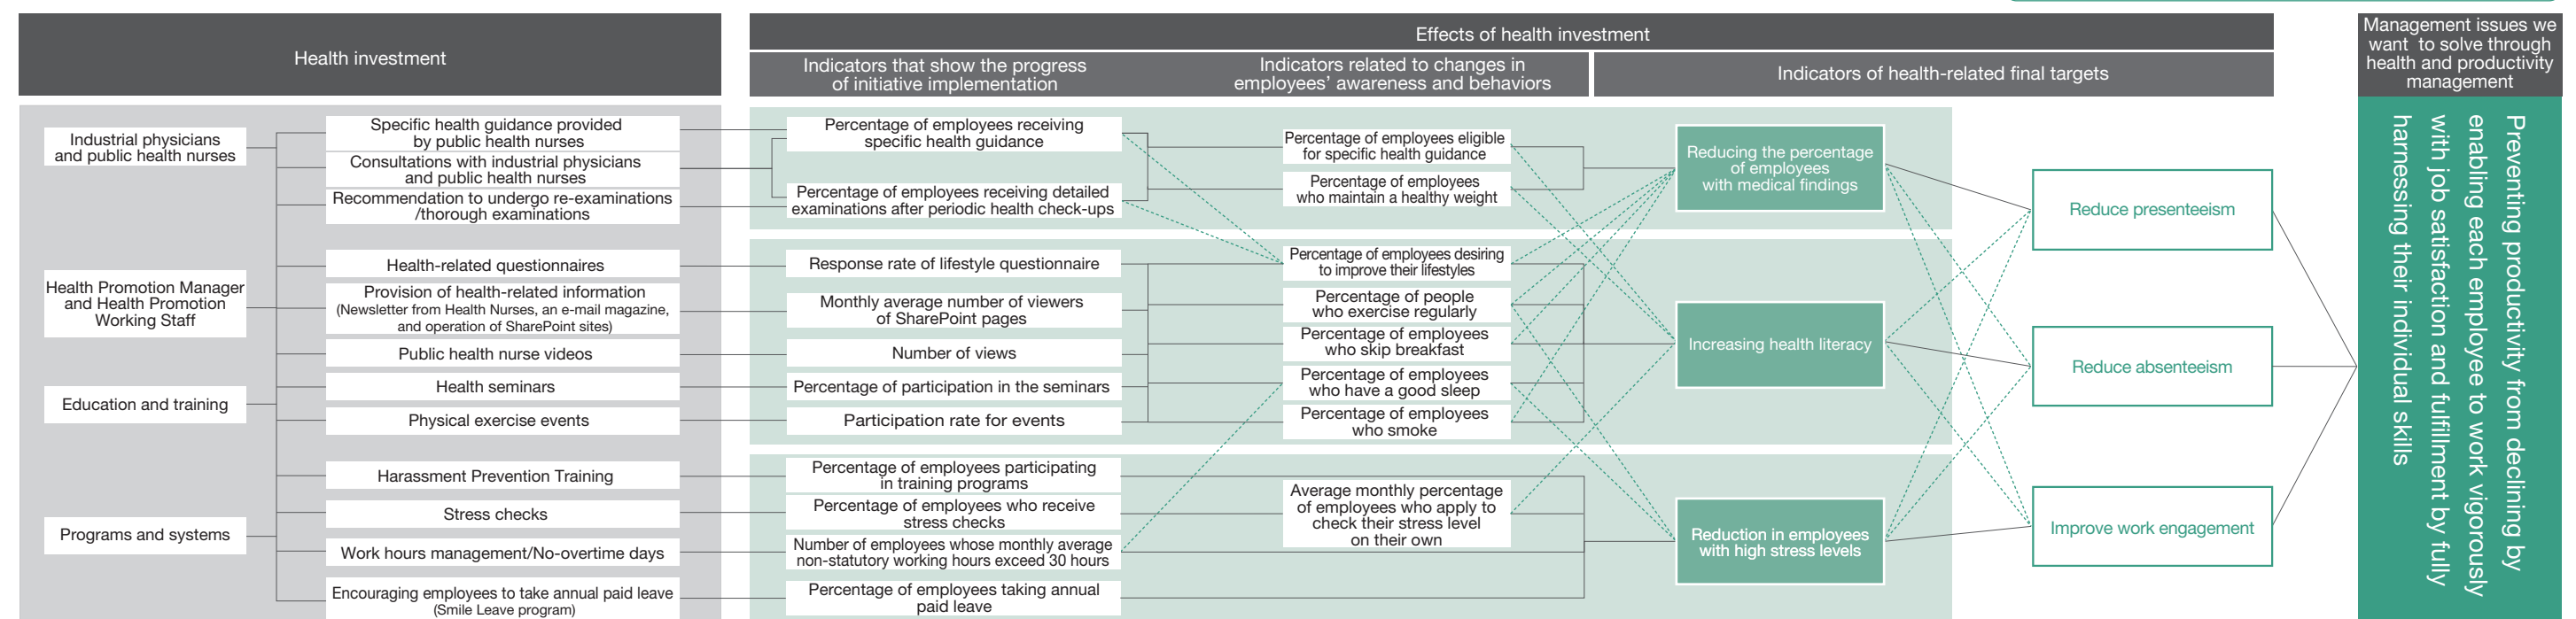 Health investment
Effects of health investment
Indicators that show the progress
of initiative implementation
Indicators related to changes in
employees’ awareness and behaviors
Indicators of health-related final targets
Management issues we
want to solve through
health and productivity
management
Industrial physicians
and public health nurses
Health Promotion Manager
and Health Promotion
Working Staff
Education and training
Programs and systems
Specific health guidance provided
by public health nurses
Consultations with industrial physicians
and public health nurses
Recommendation to undergo re-examinations
/thorough examinations
Health-related questionnaires
Provision of health-related information
(Newsletter from Health Nurses, an e-mail magazine,
and operation of SharePoint sites)
Public health nurse videos
Health seminars
Physical exercise events
Harassment Prevention Training
Stress checks
Work hours management/No-overtime days
Encouraging employees to take annual paid leave
(Smile Leave program)
Percentage of employees receiving
specific health guidance
Percentage of employees receiving detailed
examinations after periodic health check-ups
Response rate of lifestyle questionnaire
Monthly average number of viewers
of SharePoint pages
Number of views
Percentage of participation in the seminars
Participation rate for events
Percentage of employees participating
in training programs
Percentage of employees who receive
stress checks
Number of employees whose monthly average
non-statutory working hours exceed 30 hours
Percentage of employees taking annual
paid leave
Percentage of employees eligible
for specific health guidance
Percentage of employees
who maintain a healthy weight
Percentage of employees desiring
to improve their lifestyles
Percentage of people
who exercise regularly
Percentage of employees
who skip breakfast
Percentage of employees
who have a good sleep
Percentage of employees
who smoke
Average monthly percentage
of employees who apply to
check their stress level
on their own
Reducing the percentage
of employees
with medical findings
Increasing health literacy
Reduction in employees
with high stress levels
Reduce presenteeism
Reduce absenteeism
Improve work engagement
Preventing productivity from declining by
enabling each employee to work vigorously
with job satisfaction and fulfillment by fully
harnessing their individual skills